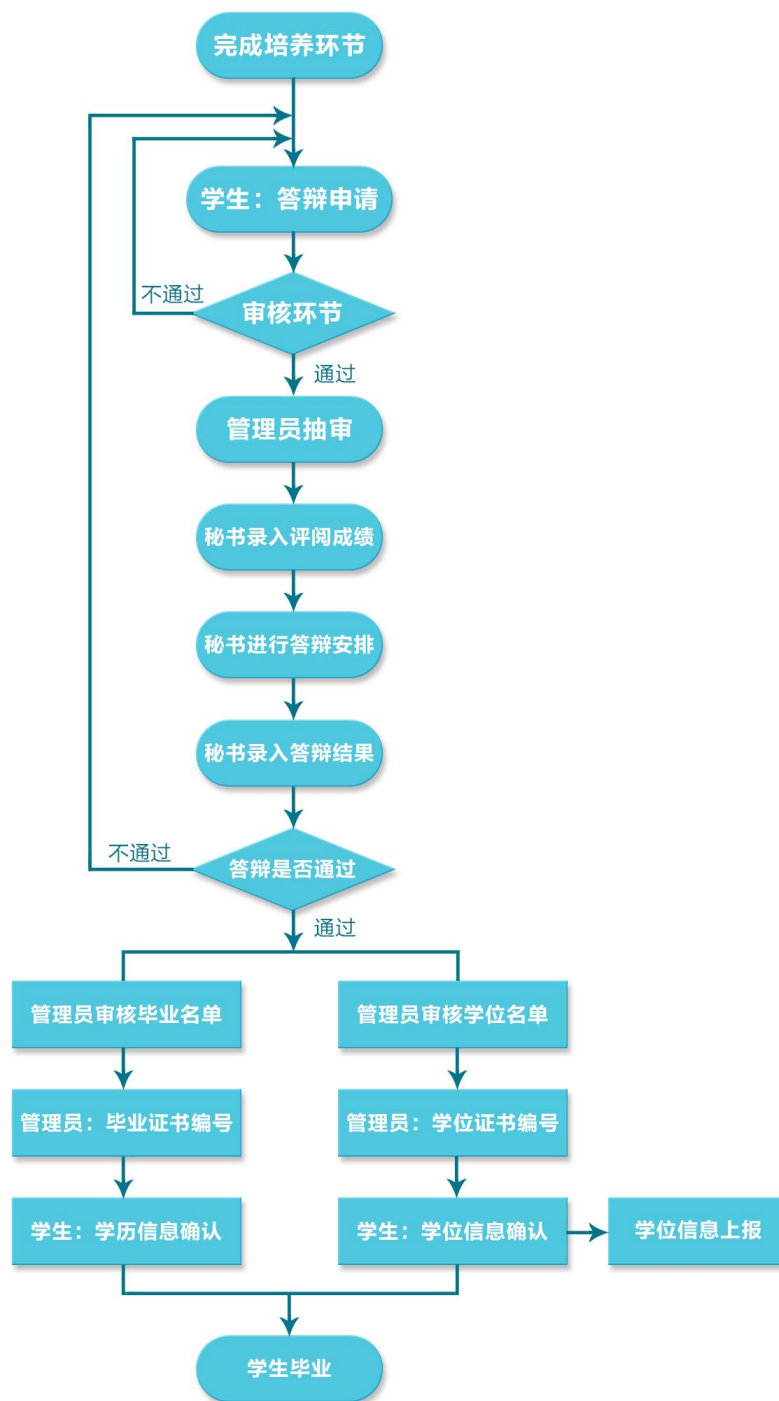 完成培养环节
学生：答辩申请
不通过
审核环节
通过
管理员抽审
秘书录入评阅成绩
秘书进行答辩安排
秘书录入答辩结果
不通过
答辩是否通过
通过
管理员审核毕业名单
管理员审核学位名单
管理员：毕业证书编号
管理员：学位证书编号
学生：学历信息确认
学生：学位信息确认
学位信息上报
学生毕业